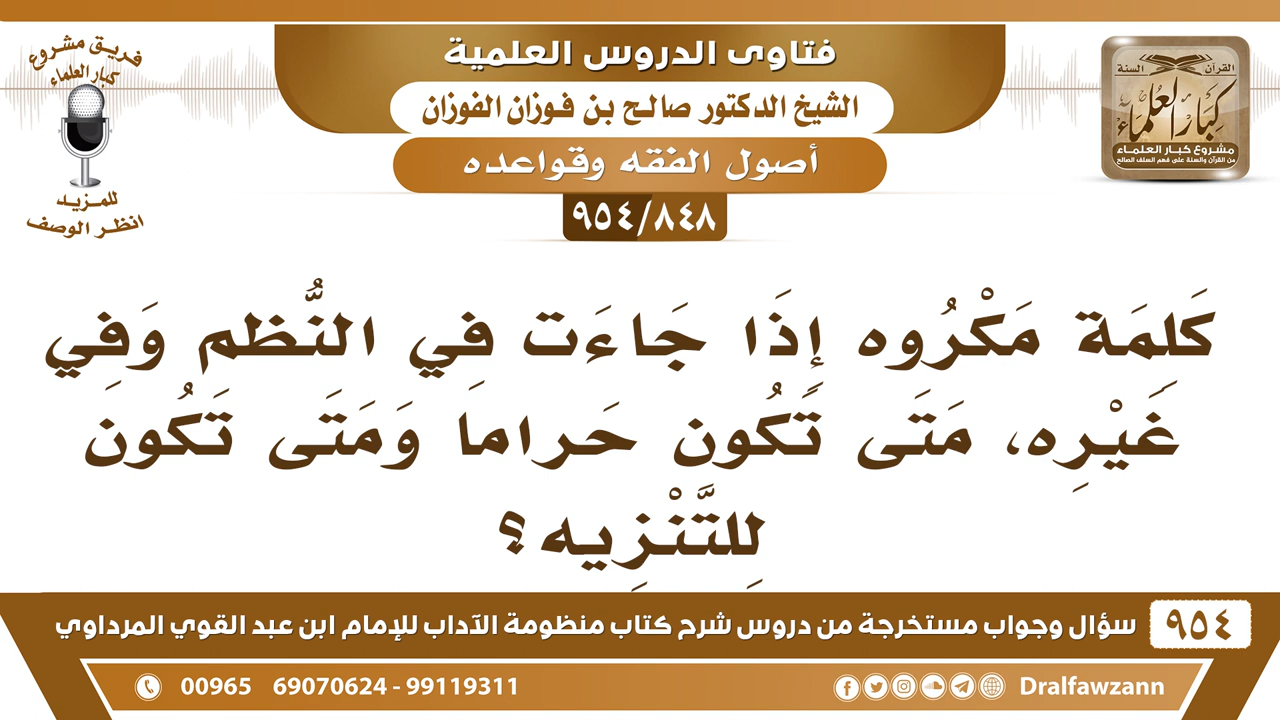 فريق مشروع
كبار العلماء
للمزيد
انظر الوصف
فتاوى الدروس العلمية
الشيخ الدكتور صالح بن فوزان الفوزان
أصول الفقه وقواعده
٩٥٤/٨٤٨
القرآن السنة
كبار العلماء
مشروع كبار العلماء
من القرآن والسنة على فهم السلف الصالح
كَلِمَة مَكْرُوه إِذَا جَاءَت فِي النُّظم وَفِي
غَيْرِه، مَتَى تَكُون حَراما وَمَتَى تَكُون
لِلتَّنْزِيه؟
٩٥٤ سؤال وجواب مستخرجة من دروس شرح كتاب منظومة الآداب للإمام ابن عبد القوي المرداوي
00965 69070624 - 99119311
Dralfawzann